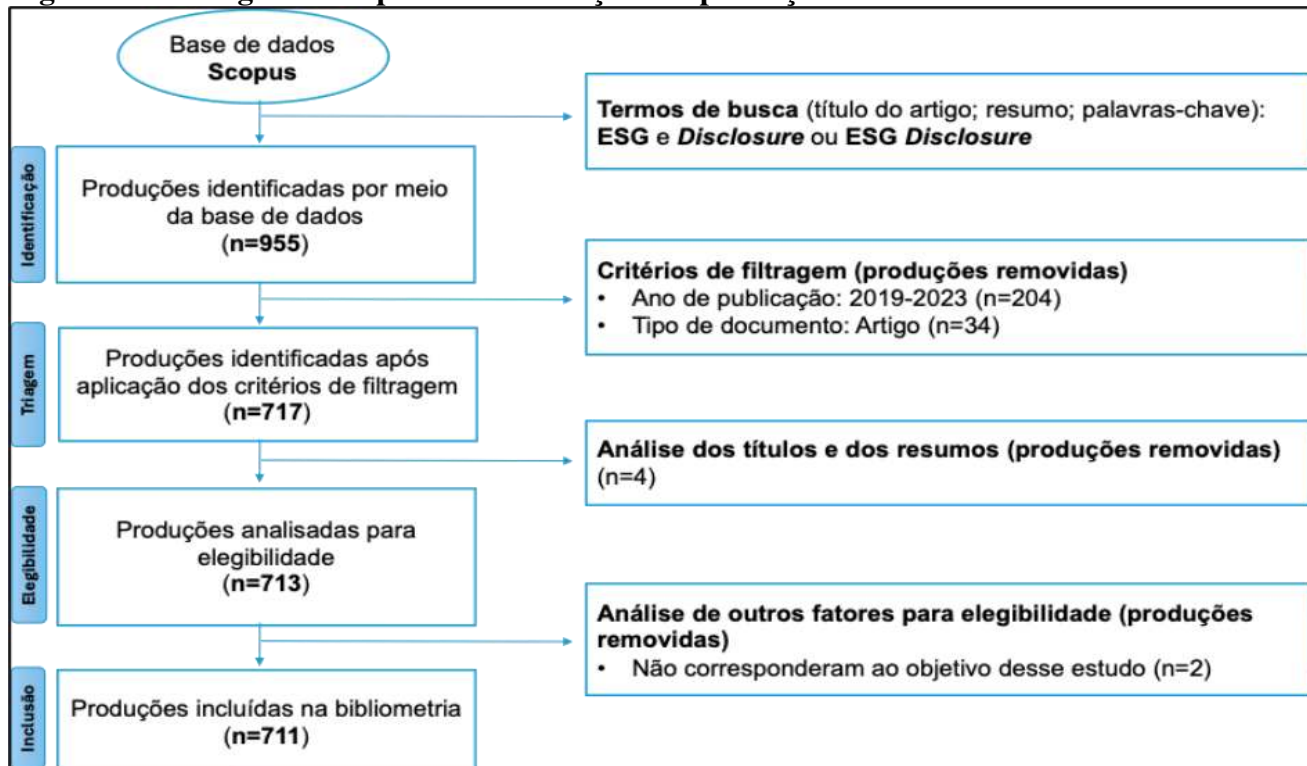 Base de dados
Scopus
Termos de busca (título do artigo; resumo; palavras-chave):
ESG e Disclosure ou ESG Disclosure
Identificação
Produções identificadas por meio
da base de dados
(n=955)
Critérios de filtragem (produções removidas)
• Ano de publicação: 2019-2023 (n=204)
• Tipo de documento: Artigo (n=34)
Triagem
Produções identificadas após
aplicação dos critérios de filtragem
(n=717)
Análise dos títulos e dos resumos (produções removidas)
(n=4)
Elegibilidade
Produções analisadas para
elegibilidade
(n=713)
Análise de outros fatores para elegibilidade (produções
removidas)
• Não corresponderam ao objetivo desse estudo (n=2)
Inclusão
Produções incluídas na bibliometria
(n=711)